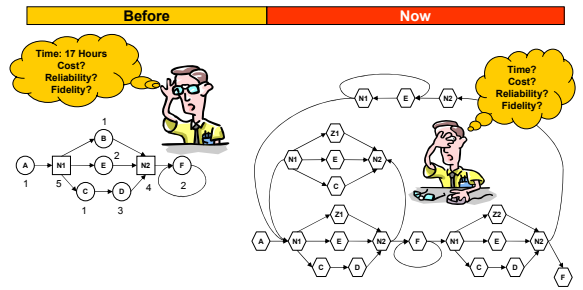 Before
Now
Time: 17 Hours
Cost?
Reliability?
Fidelity?
Time?
Cost?
Reliability?
Fidelity?
1
B
A
N1
E
2
N2
F
1
5
4
2
C
D
1
3
N1
E
N2
Z1
N1
E
N2
C
Z1
Z2
A
N1
E
N2
F
N1
E
N2
C
D
C
D
F